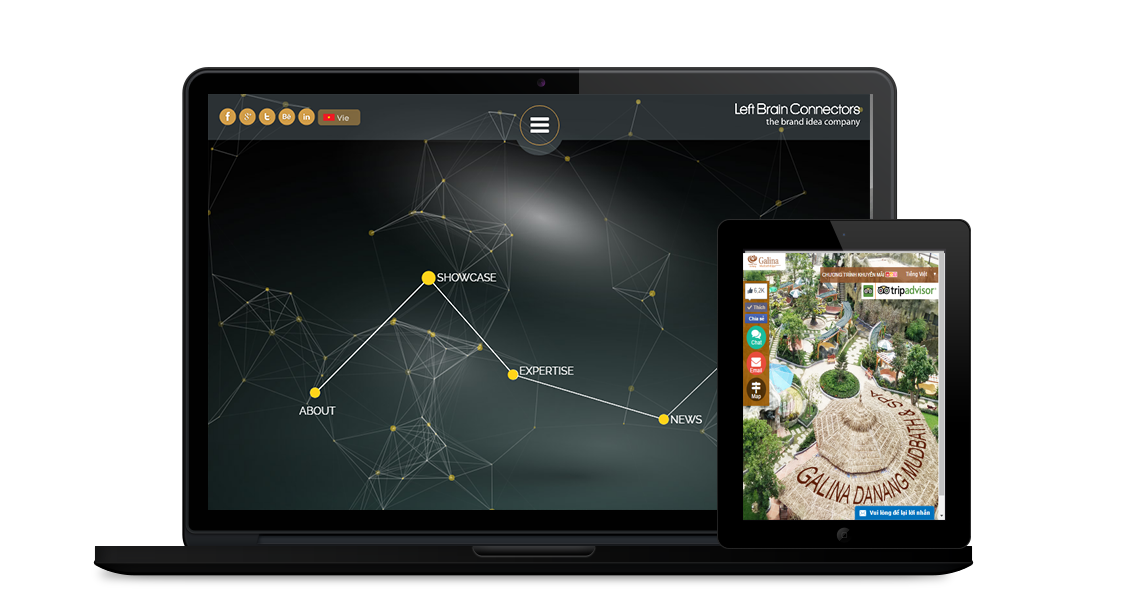 Vie
Left Brain Connectors
the brand idea company
SHOWCASE
EXPERTISE
ABOUT
NEWS
Galina
CHƯƠNG TRÌNH KHUYẾN MÃI
Tiếng Việt
6.2K
tripadvisor
Thích
Chia sẻ
Chat
Email
Map
GALINA DANANG MUDBATH & SPA
Vui lòng để lại lời nhắn